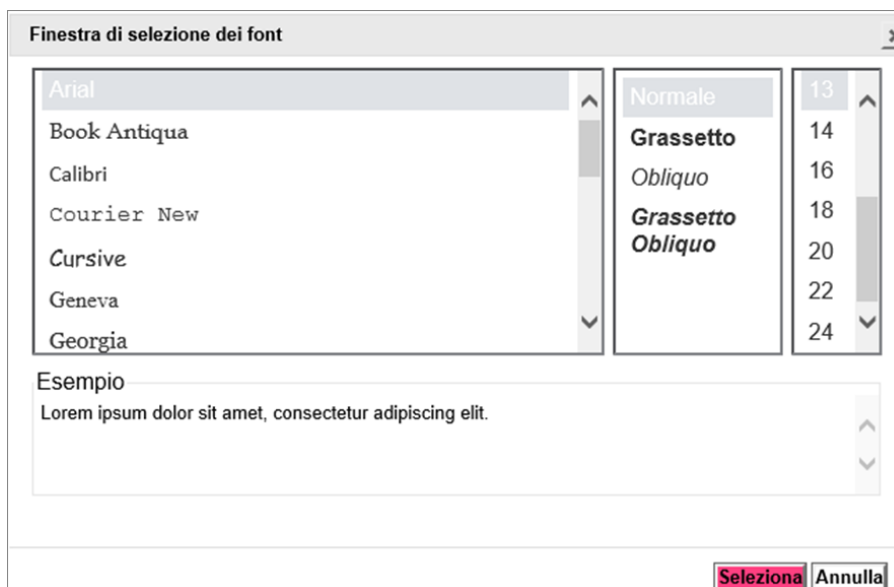 Finestra di selezione dei font
Arial
Book Antiqua
Calibri
Courier New
Cursive
Geneva
Georgia
Normale
Grassetto
Obliquo
Grassetto
Obliquo
13
14
16
18
20
22
24
Esempio
Lorem ipsum dolor sit amet, consectetur adipiscing elit.
Seleziona Annulla